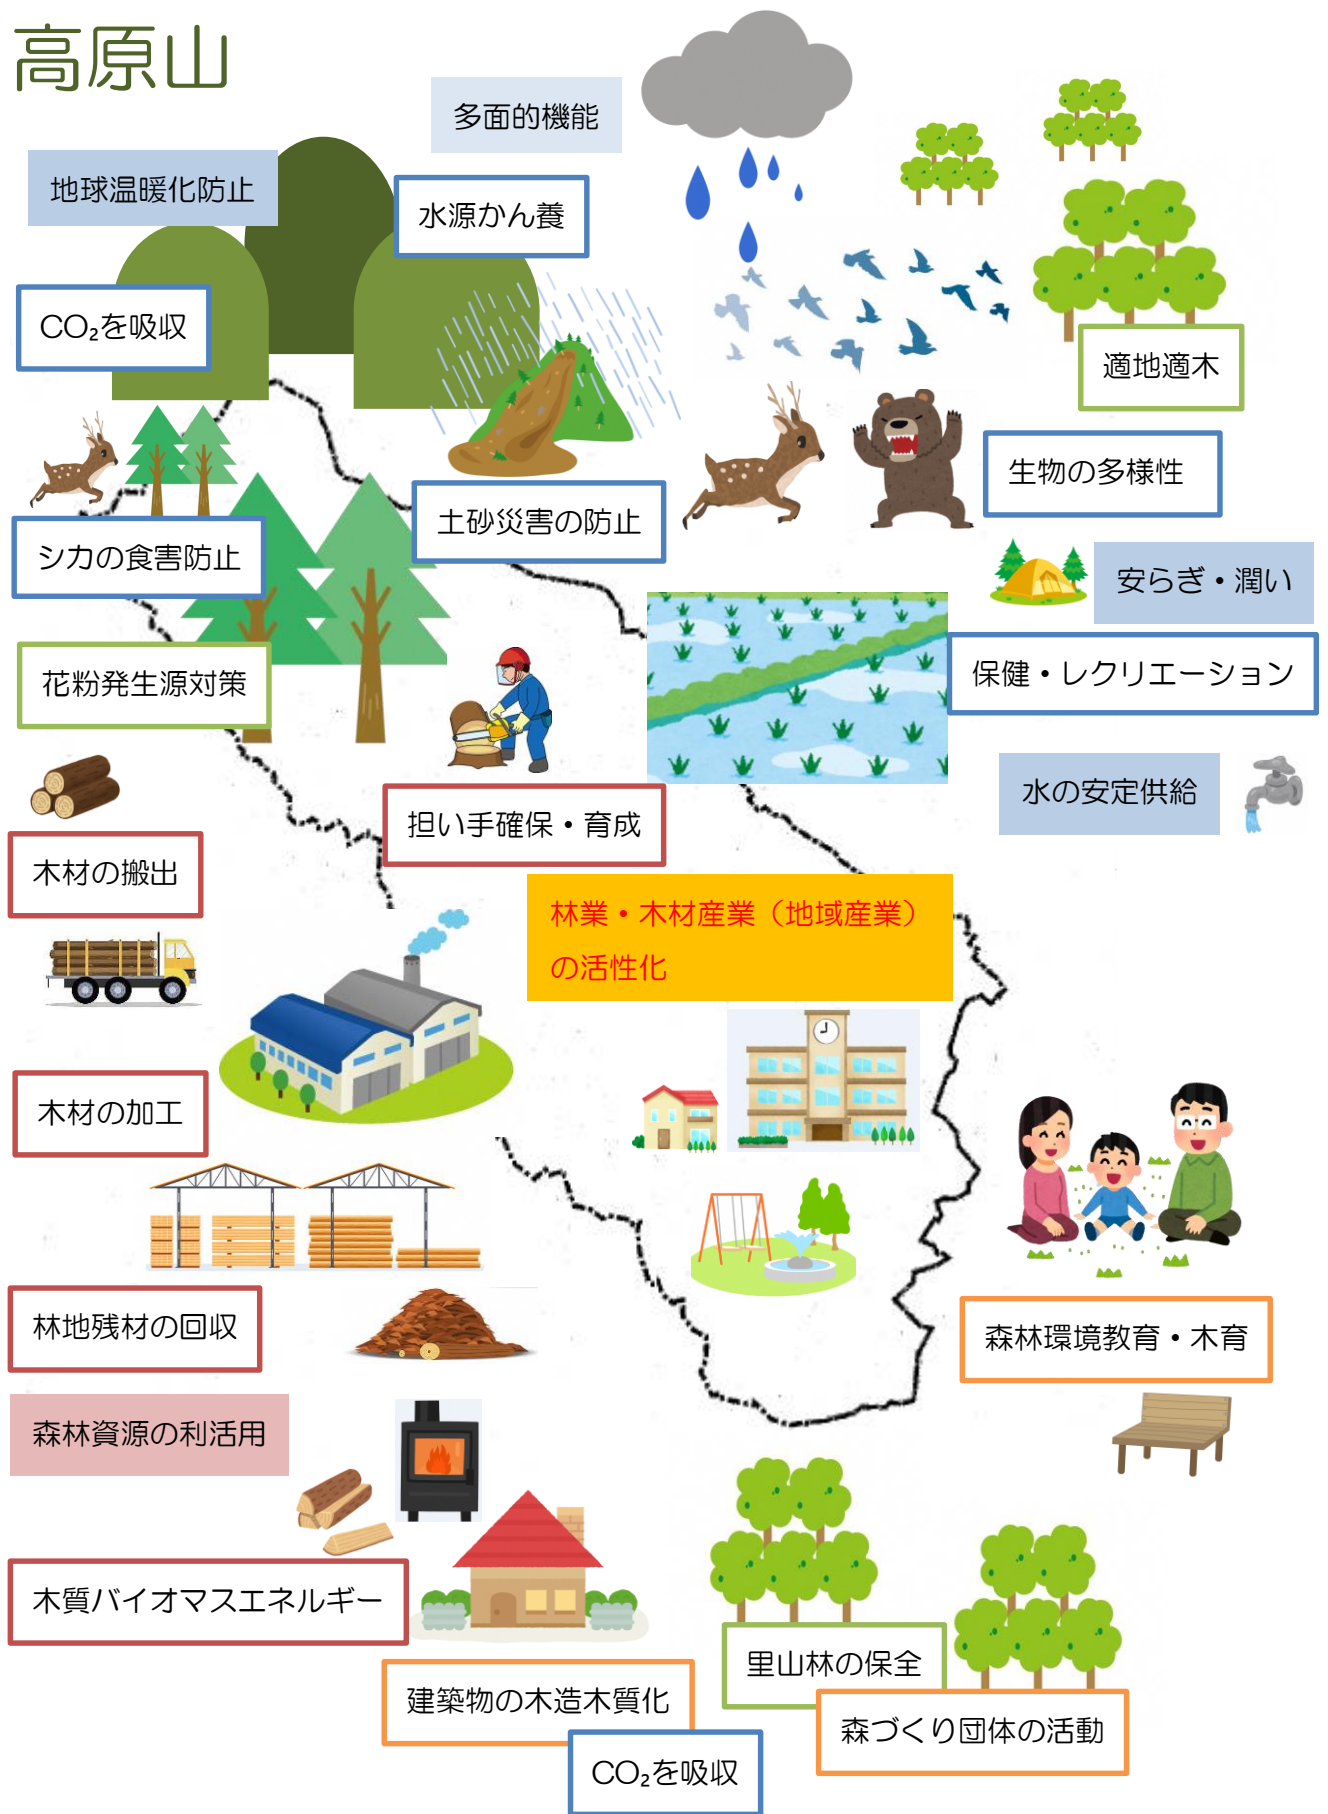 高原山
多面的機能
地球温暖化防止
水源かん養
CO₂を吸収
適地適木
生物の多様性
土砂災害の防止
シカの食害防止
安らぎ・潤い
花粉発生源対策
保健・レクリエーション
水の安定供給
担い手確保・育成
木材の搬出
林業・木材産業（地域産業）
の活性化
木材の加工
林地残材の回収
森林環境教育・木育
森林資源の利活用
木質バイオマスエネルギー
里山林の保全
建築物の木造木質化
森づくり団体の活動
CO₂を吸収